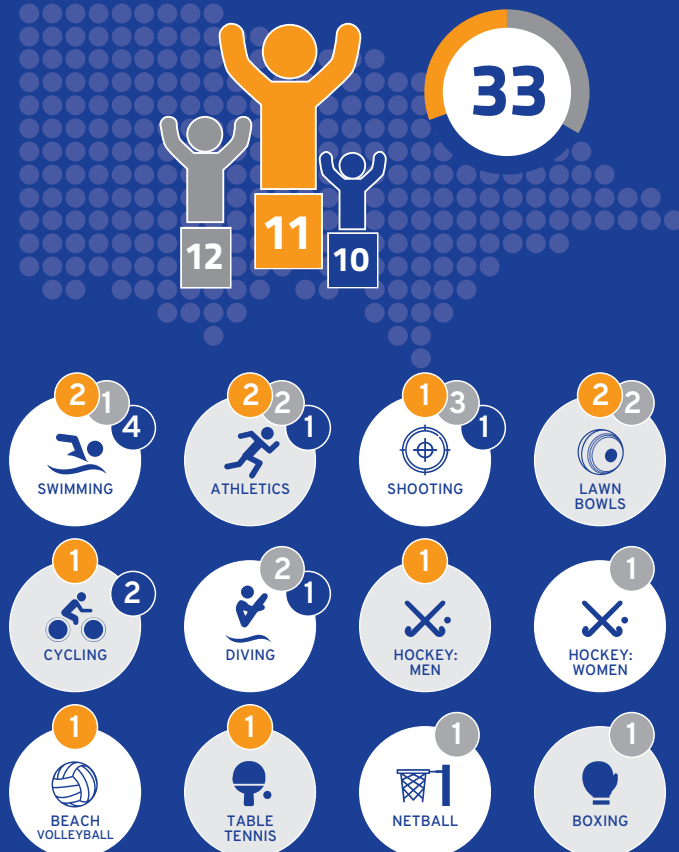 33
12
11
10
2
1
4
SWIMMING
2
2
1
ATHLETICS
1
3
1
SHOOTING
2
2
LAWN
BOWLS
1
2
CYCLING
2
1
DIVING
1
HOCKEY:
MEN
1
HOCKEY:
WOMEN
1
BEACH
VOLLEYBALL
1
TABLE
TENNIS
1
NETBALL
1
BOXING